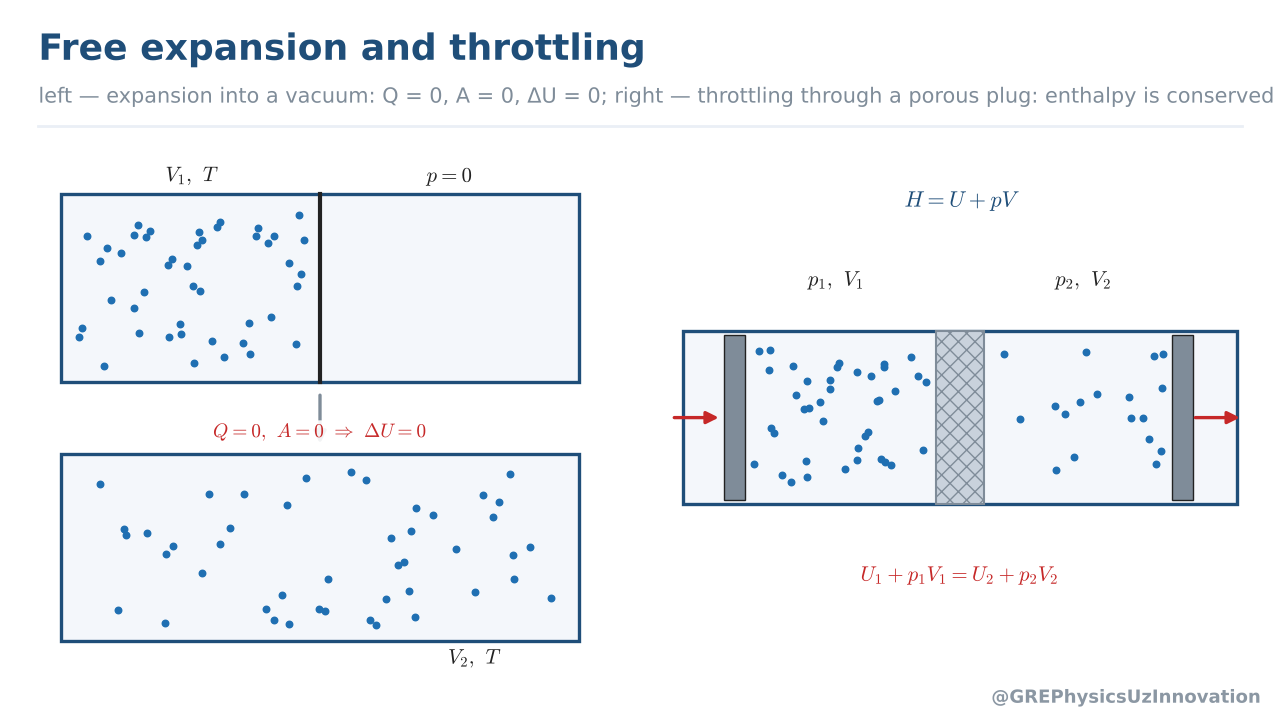 Free expansion and throttling
left — expansion into a vacuum: Q = 0, A = 0, ΔU = 0; right — throttling through a porous plug: enthalpy is conserved
V₁, T
p = 0
Q = 0, A = 0 ⇒ ΔU = 0
V₂, T
H = U + pV
p₁, V₁
p₂, V₂
U₁ + p₁V₁ = U₂ + p₂V₂
@GREPhysicsUzInnovation